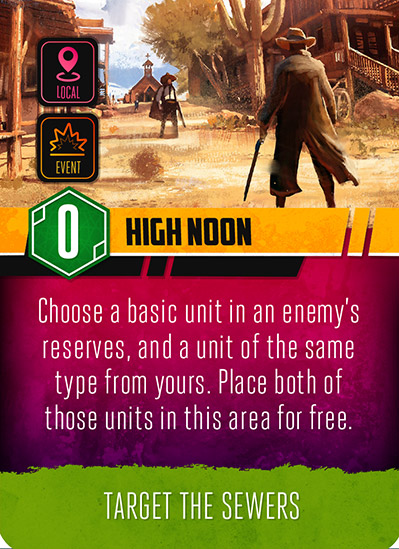 LOCAL
EVENT
0
HIGH NOON
Choose a basic unit in an enemy's
reserves, and a unit of the same
type from yours. Place both of
those units in this area for free.
TARGET THE SEWERS